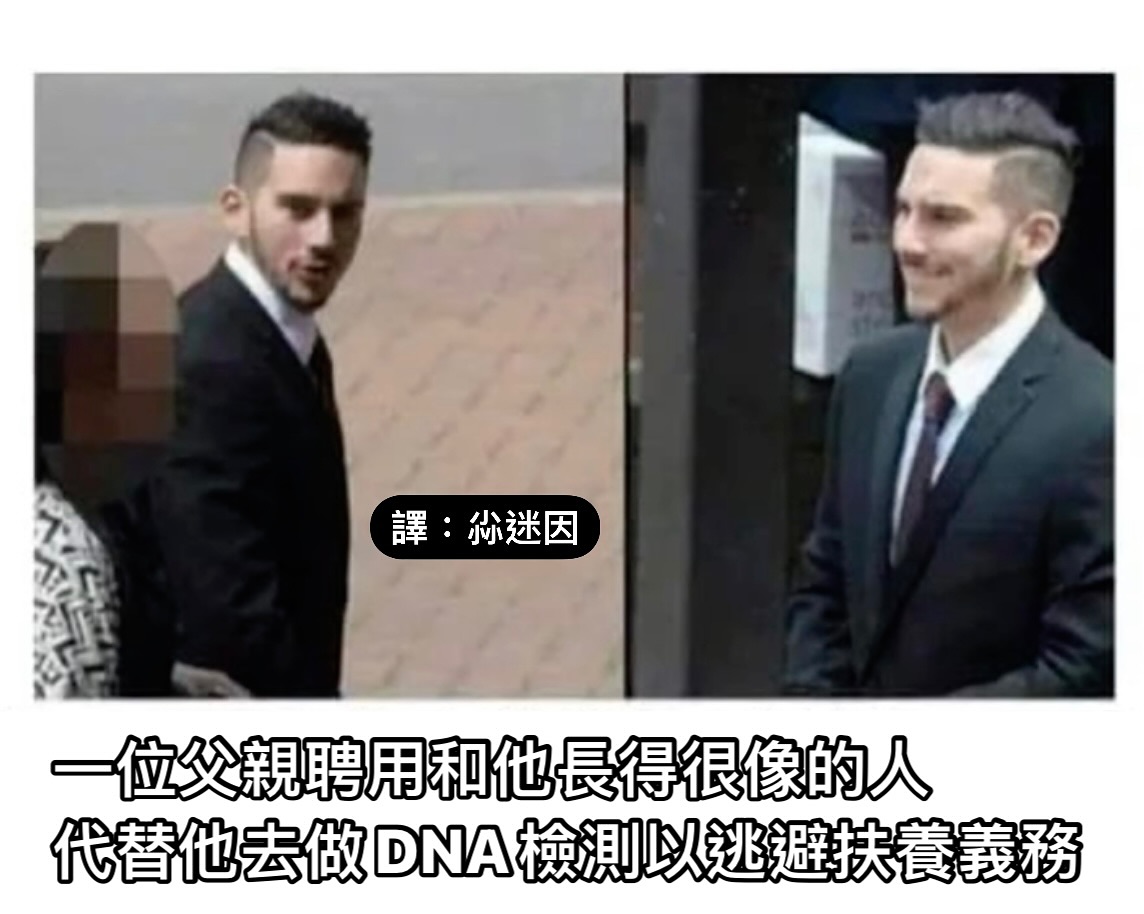 譯：尛迷因
一位父親聘用和他長得很像的人
代替他去做DNA檢測以逃避扶養義務